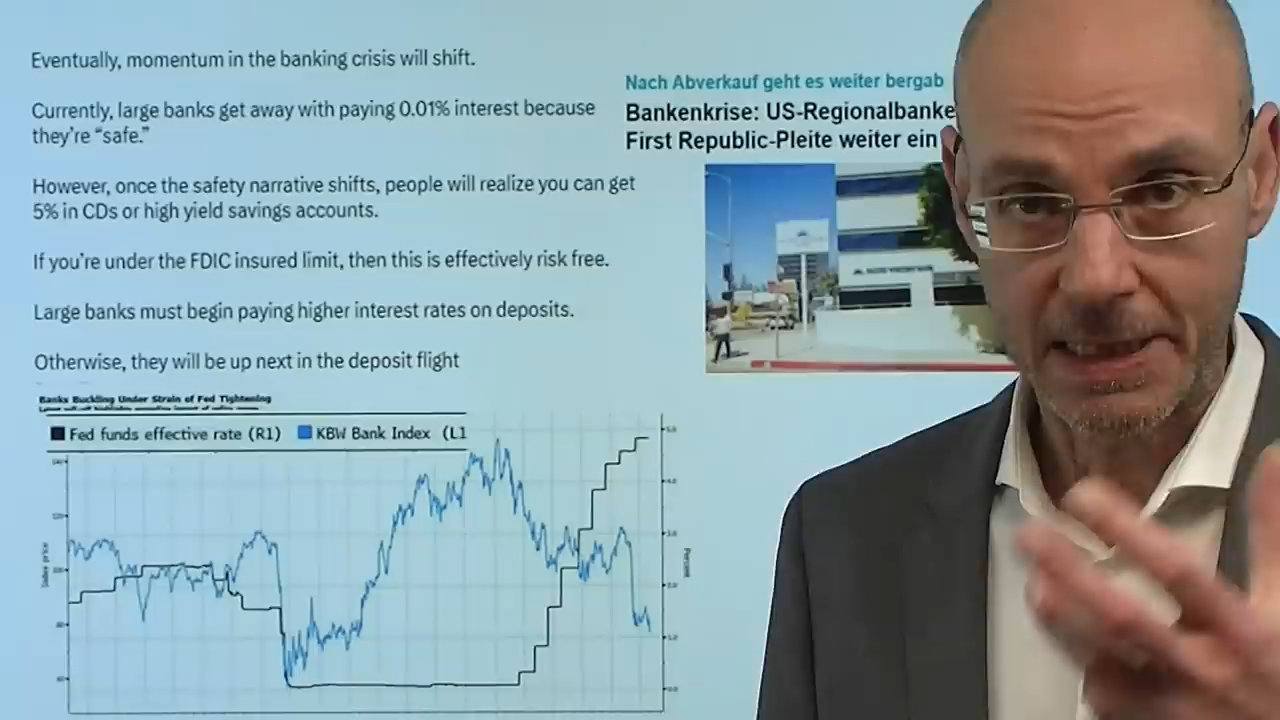 Eventually, momentum in the banking crisis will shift.
Currently, large banks get away with paying 0.01% interest because
they're "safe."
However, once the safety narrative shifts, people will realize you can get
5% in CDs or high yield savings accounts.
If you're under the FDIC insured limit, then this is effectively risk free.
Large banks must begin paying higher interest rates on deposits.
Otherwise, they will be up next in the deposit flight
Nach Abverkauf geht es weiter bergab
Bankenkrise: US-Regionalbanke
First Republic-Pleite weiter ein
Banks Buckling Under Strain of Fed Tightening
Fed funds effective rate (R1) KBW Bank Index (L1
Index price
Percent